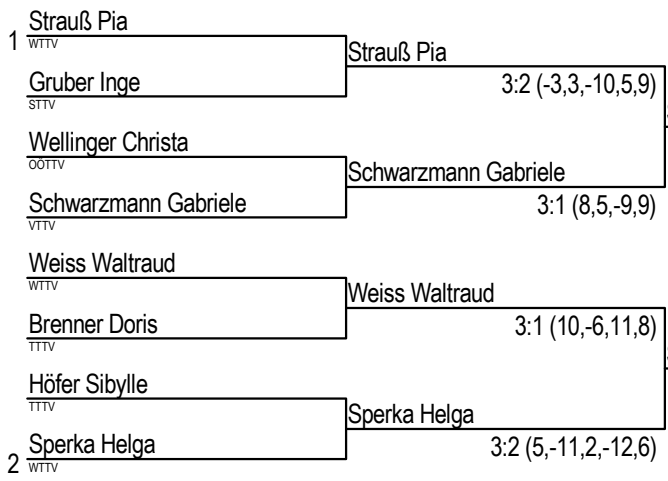 Strauß Pia
1 WTTV
Strauß Pia
Gruber Inge
3:2 (-3,3,-10,5,9)
STTV
Wellinger Christa
OÖTTV
Schwarzmann Gabriele
Schwarzmann Gabriele
3:1 (8,5,-9,9)
VTTV
Weiss Waltraud
WTTV
Weiss Waltraud
Brenner Doris
3:1 (10,-6,11,8)
TTTV
Höfer Sibylle
TTTV
Sperka Helga
Sperka Helga
3:2 (5,-11,2,-12,6)
2 WTTV